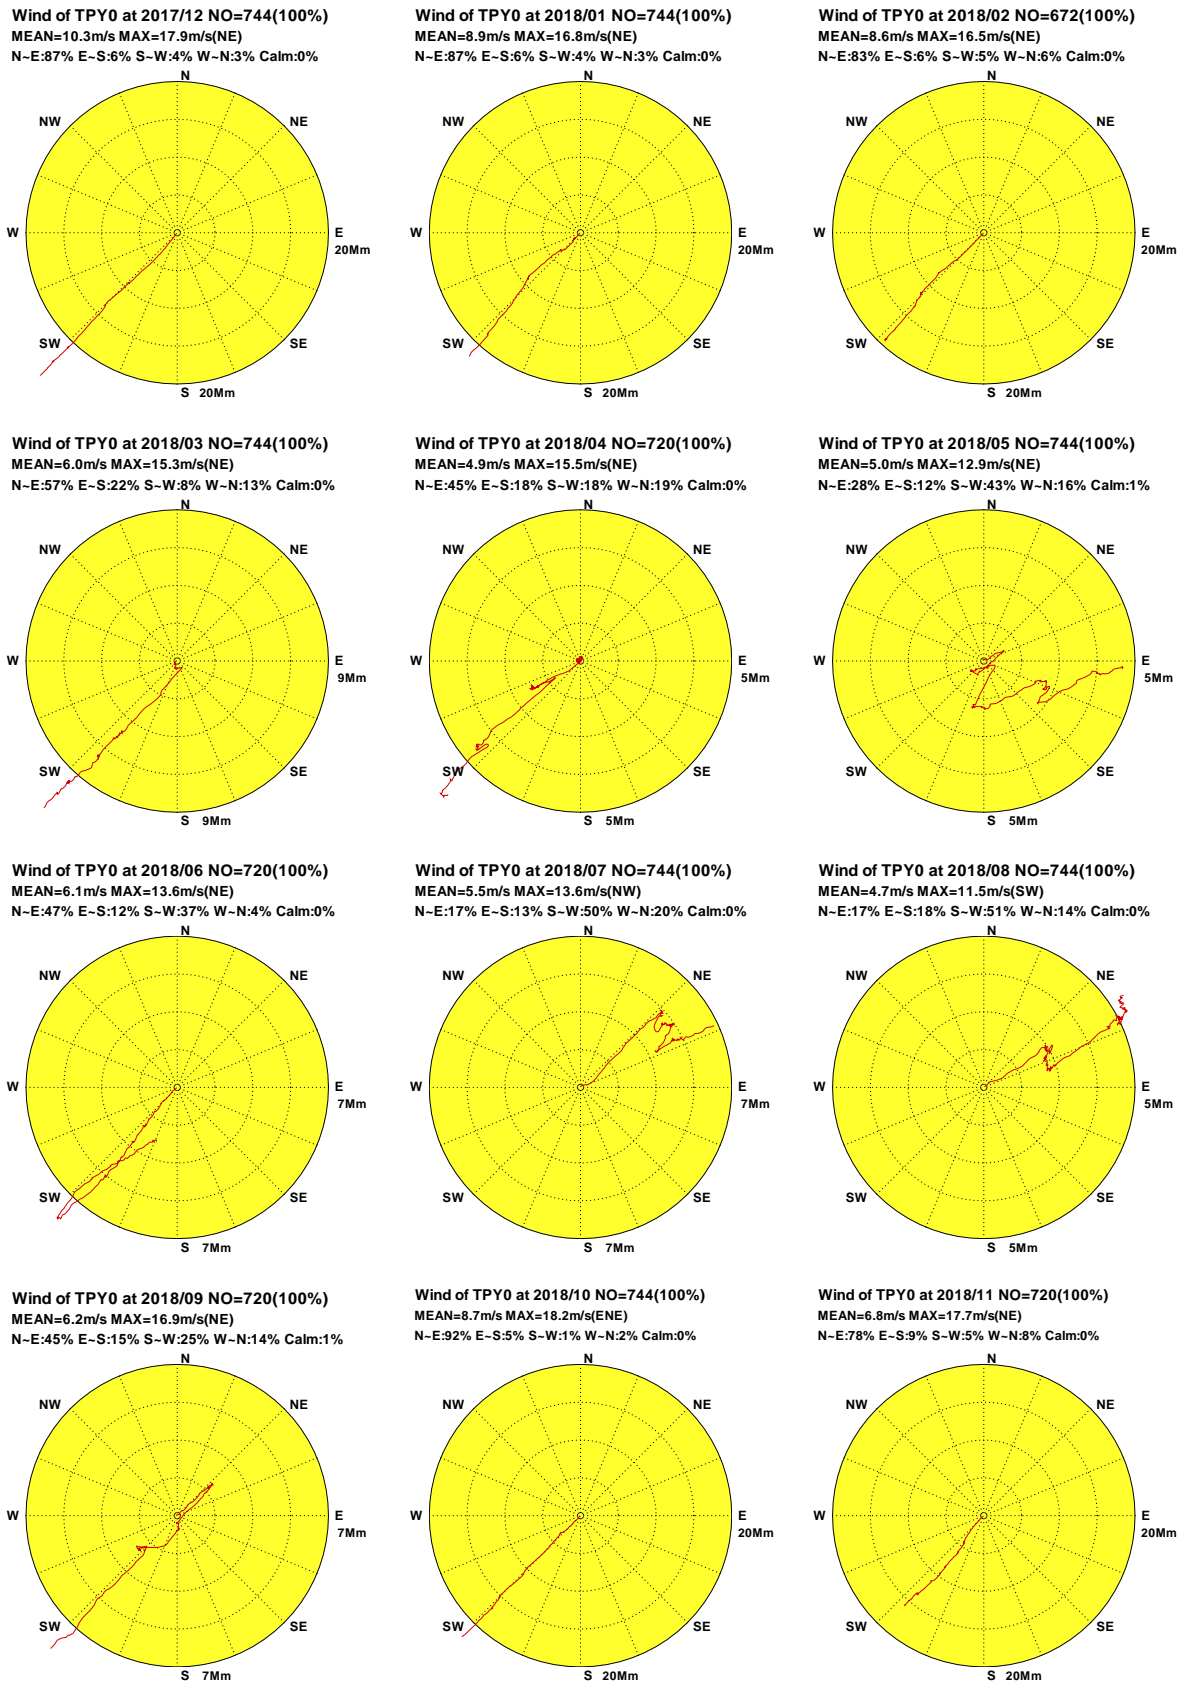 Wind of TPY0 at 2017/12 NO=744(100%)
MEAN=10.3m/s MAX=17.9m/s(NE)
N~E:87% E~S:6% S~W:4% W~N:3% Calm:0%
N
NW
NE
W
E
20Mm
SW
SE
S 20Mm
Wind of TPY0 at 2018/01 NO=744(100%)
MEAN=8.9m/s MAX=16.8m/s(NE)
N~E:87% E~S:6% S~W:4% W~N:3% Calm:0%
N
NW
NE
W
E
20Mm
SW
SE
S 20Mm
Wind of TPY0 at 2018/02 NO=672(100%)
MEAN=8.6m/s MAX=16.5m/s(NE)
N~E:83% E~S:6% S~W:5% W~N:6% Calm:0%
N
NW
NE
W
E
20Mm
SW
SE
S 20Mm
Wind of TPY0 at 2018/03 NO=744(100%)
MEAN=6.0m/s MAX=15.3m/s(NE)
N~E:57% E~S:22% S~W:8% W~N:13% Calm:0%
N
NW
NE
W
E
9Mm
SW
SE
S 9Mm
Wind of TPY0 at 2018/04 NO=720(100%)
MEAN=4.9m/s MAX=15.5m/s(NE)
N~E:45% E~S:18% S~W:18% W~N:19% Calm:0%
N
NW
NE
W
E
5Mm
SW
SE
S 5Mm
Wind of TPY0 at 2018/05 NO=744(100%)
MEAN=5.0m/s MAX=12.9m/s(NE)
N~E:28% E~S:12% S~W:43% W~N:16% Calm:1%
N
NW
NE
W
E
5Mm
SW
SE
S 5Mm
Wind of TPY0 at 2018/06 NO=720(100%)
MEAN=6.1m/s MAX=13.6m/s(NE)
N~E:47% E~S:12% S~W:37% W~N:4% Calm:0%
N
NW
NE
W
E
7Mm
SW
SE
S 7Mm
Wind of TPY0 at 2018/07 NO=744(100%)
MEAN=5.5m/s MAX=13.6m/s(NW)
N~E:17% E~S:13% S~W:50% W~N:20% Calm:0%
N
NW
NE
W
E
7Mm
SW
SE
S 7Mm
Wind of TPY0 at 2018/08 NO=744(100%)
MEAN=4.7m/s MAX=11.5m/s(SW)
N~E:17% E~S:18% S~W:51% W~N:14% Calm:0%
N
NW
NE
W
E
5Mm
SW
SE
S 5Mm
Wind of TPY0 at 2018/09 NO=720(100%)
MEAN=6.2m/s MAX=16.9m/s(NE)
N~E:45% E~S:15% S~W:25% W~N:14% Calm:1%
N
NW
NE
W
E
7Mm
SW
SE
S 7Mm
Wind of TPY0 at 2018/10 NO=744(100%)
MEAN=8.7m/s MAX=18.2m/s(ENE)
N~E:92% E~S:5% S~W:1% W~N:2% Calm:0%
N
NW
NE
W
E
20Mm
SW
SE
S 20Mm
Wind of TPY0 at 2018/11 NO=720(100%)
MEAN=6.8m/s MAX=17.7m/s(NE)
N~E:78% E~S:9% S~W:5% W~N:8% Calm:0%
N
NW
NE
W
E
20Mm
SW
SE
S 20Mm